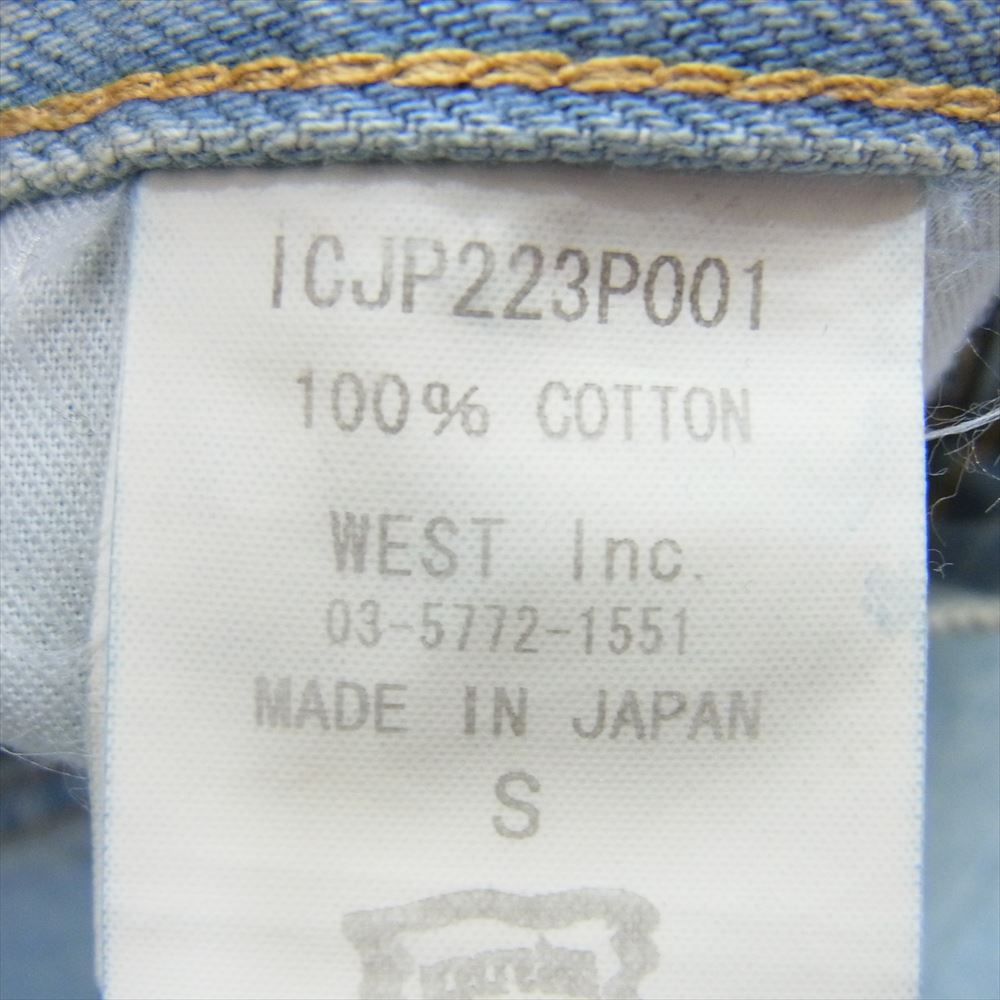 ICJP223P001
100% COTTON
WEST Inc.
03-5772-1551
MADE IN JAPAN
S